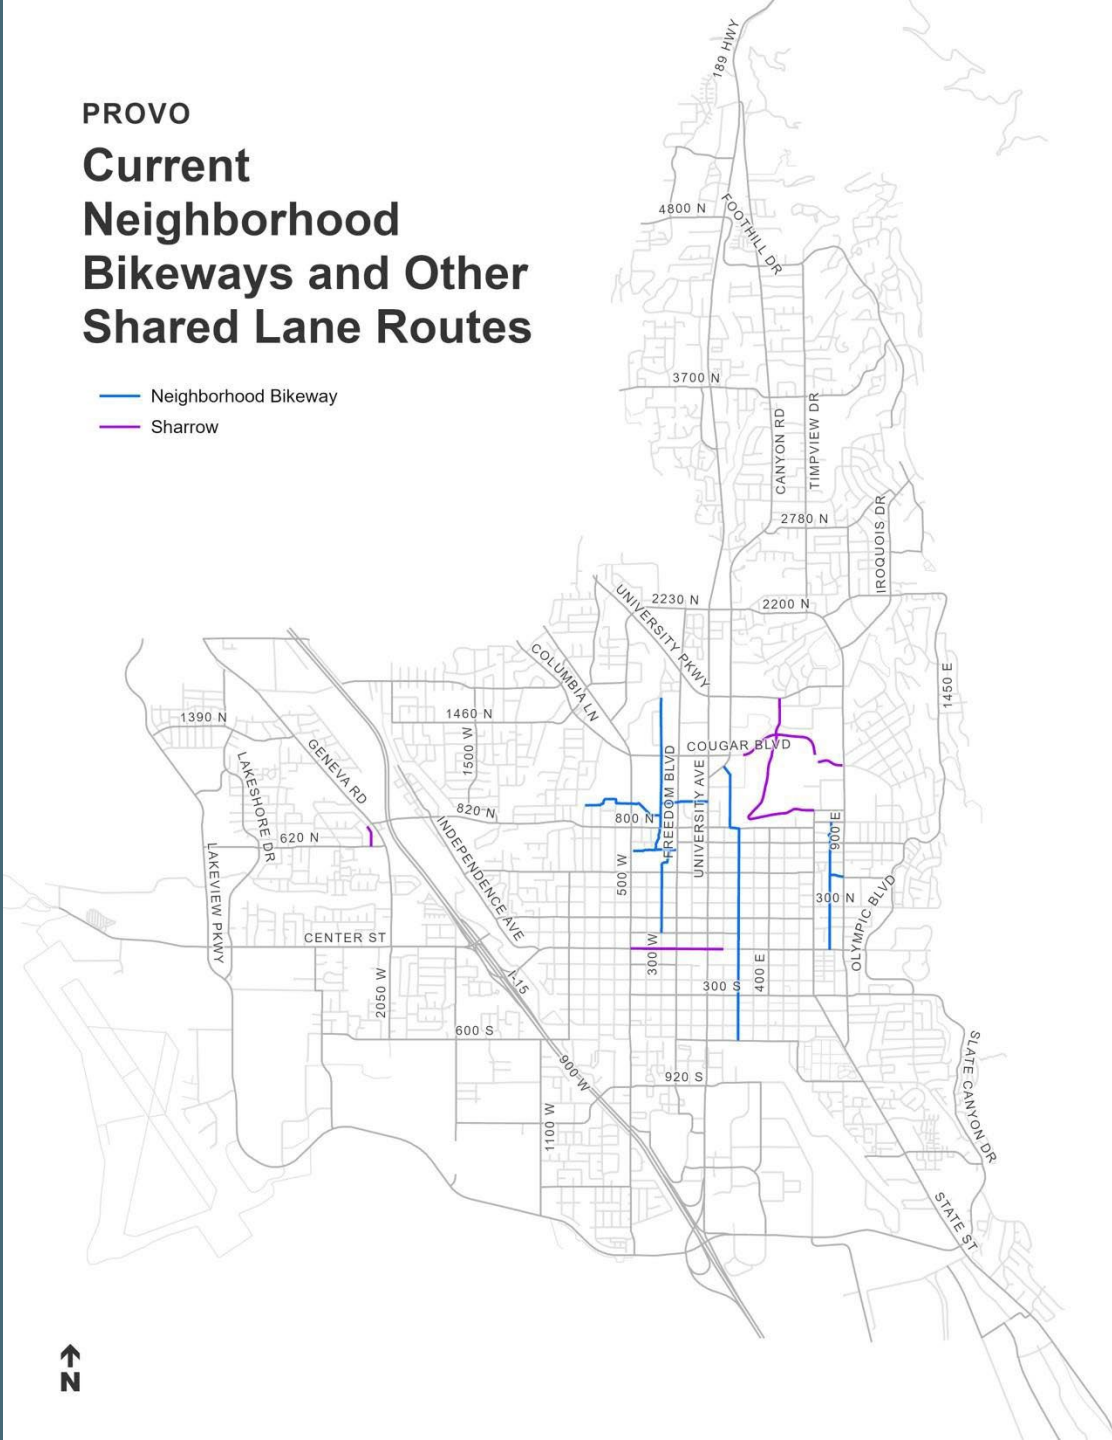 PROVO
Current
Neighborhood
Bikeways and Other
Shared Lane Routes
Neighborhood Bikeway
Sharrow
189 HWY
4800 N
FOOTHILL DR
3700 N
CANYON RD
TIMPVIEW DR
2780 N
IROQUOIS DR
2230 N
2200 N
UNIVERSITY PKWY
COLUMBIA LN
1450 E
1390 N
1460 N
1500 W
COUGAR BLVD
GENEVA RD
LAKESHORE DR
FREEDOM BLVD
UNIVERSITY AVE
820 N
800 N
900 E
620 N
INDEPENDENCE AVE
500 W
LAKEVIEW PKWY
300 N
OLYMPIC BLVD
CENTER ST
300 W
400 E
2050 W
I-15
300 S
600 S
900 W
920 S
SLATE CANYON DR
1100 W
STATE ST
N